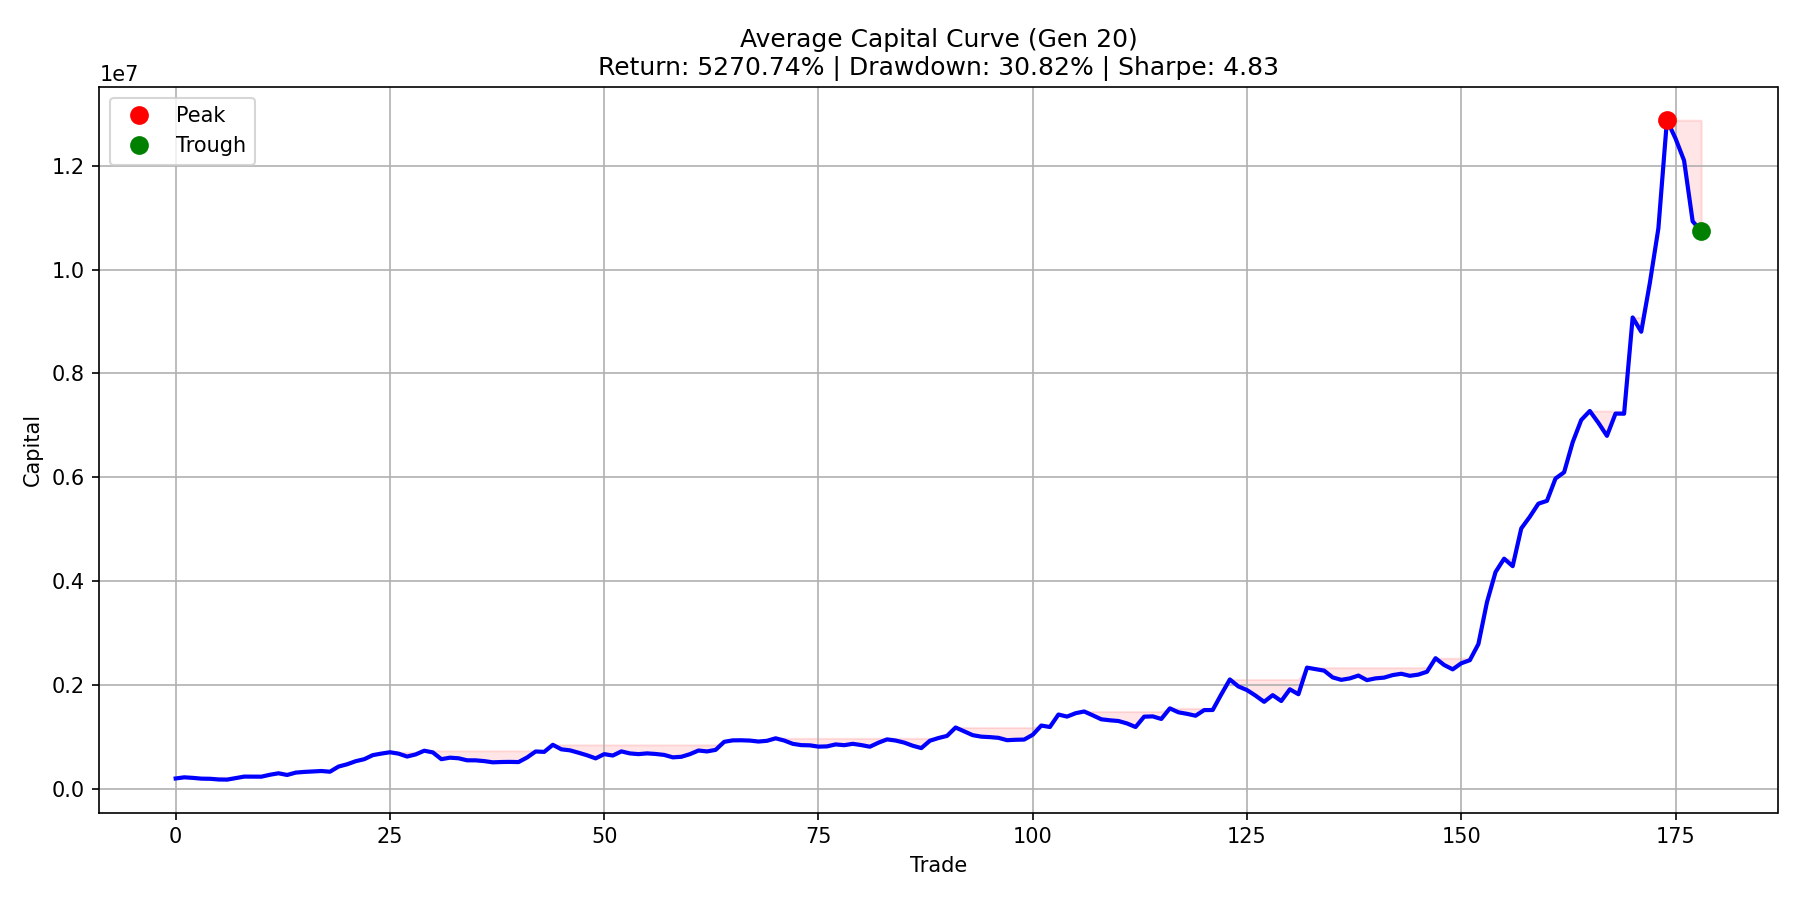 Average Capital Curve (Gen 20)
Return: 5270.74% | Drawdown: 30.82% | Sharpe: 4.83
1e7
Peak
Trough
1.2
1.0
0.8
0.6
0.4
0.2
0.0
Capital
0 25 50 75 100 125 150 175
Trade